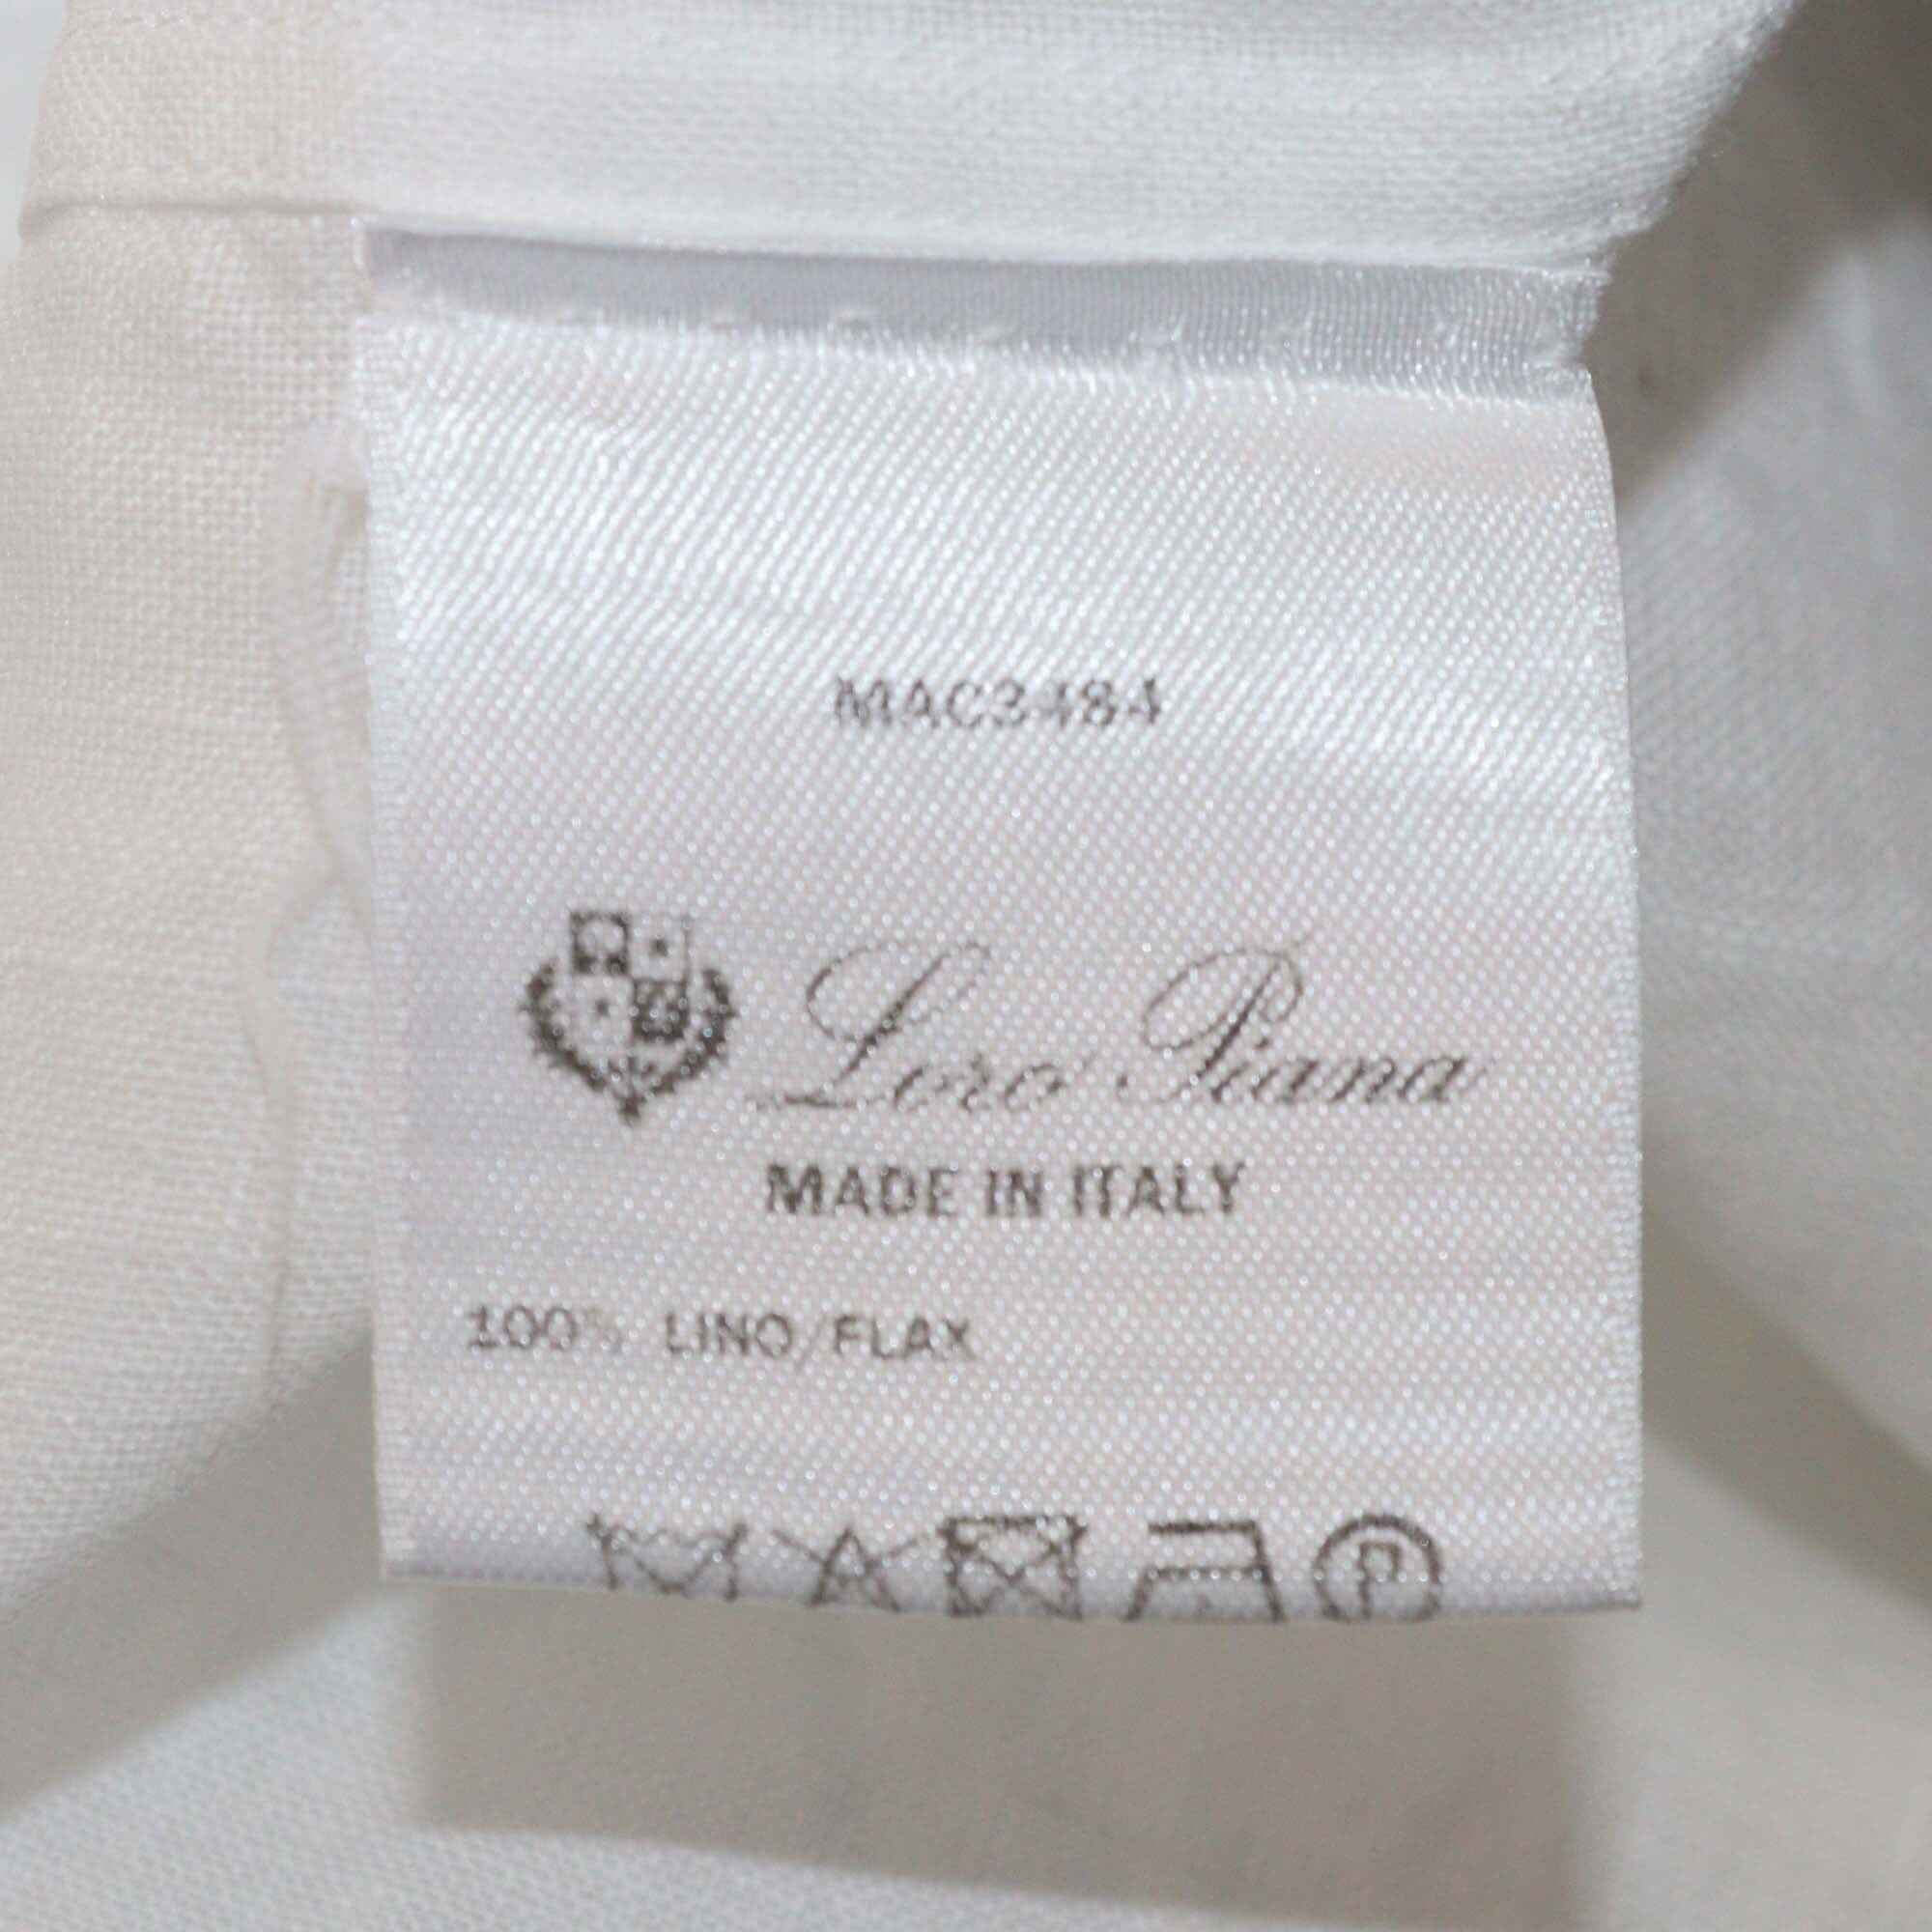 MAC3484
Loro Piana
MADE IN ITALY
100% LINO/FLAX
P